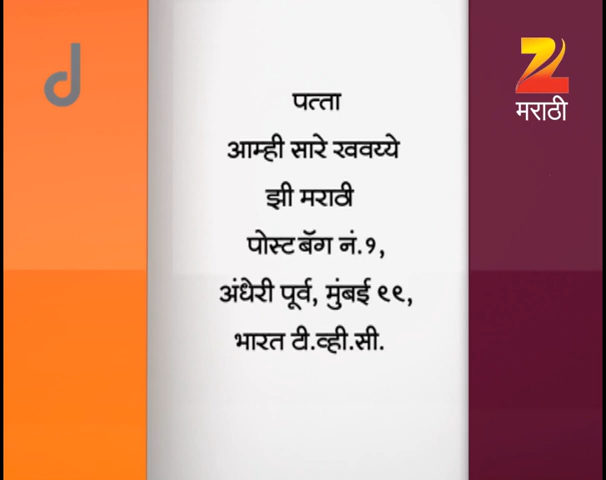 पत्ता
आम्ही सारे खवय्ये
झी मराठी
पोस्ट बॅग नं.१,
अंधेरी पूर्व, मुंबई ९९,
भारत टी.व्ही.सी.
मराठी